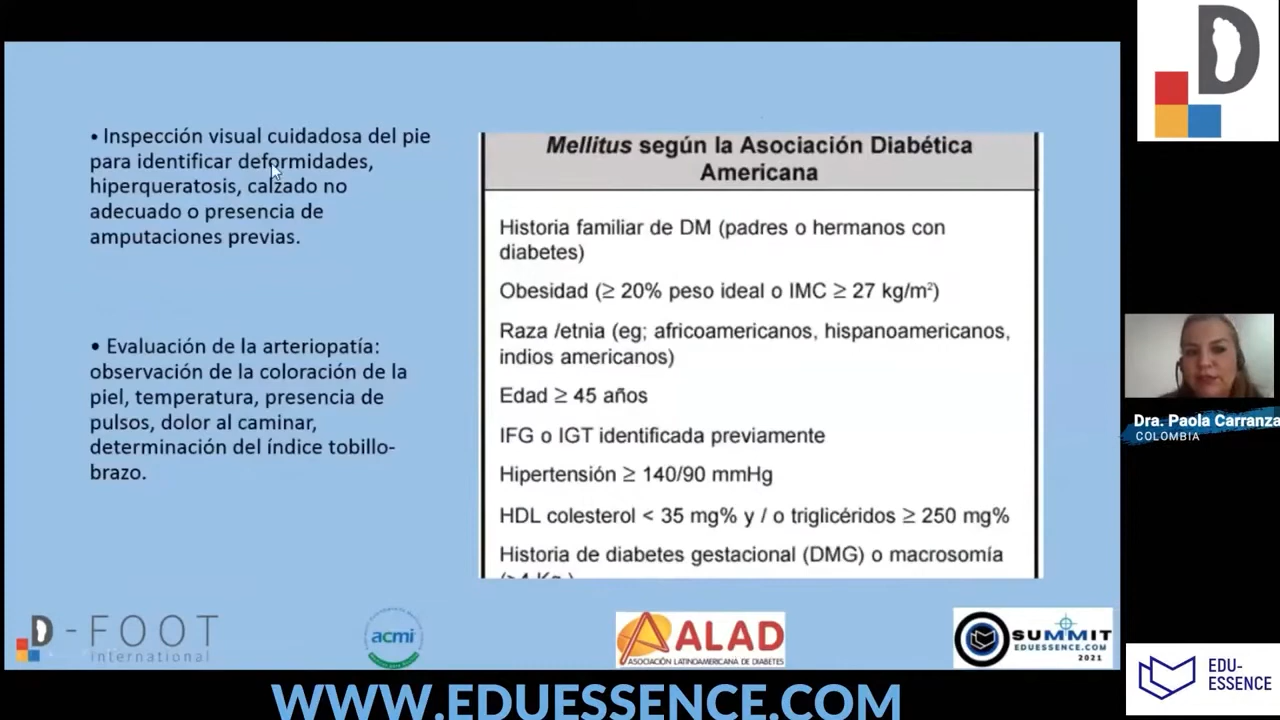 • Inspección visual cuidadosa del pie
para identificar deformidades,
hiperqueratosis, calzado no
adecuado o presencia de
amputaciones previas.
• Evaluación de la arteriopatía:
observación de la coloración de la
piel, temperatura, presencia de
pulsos, dolor al caminar,
determinación del índice tobillo-
brazo.
Mellitus según la Asociación Diabética
Americana
Historia familiar de DM (padres o hermanos con
diabetes)
Obesidad (≥ 20% peso ideal o IMC ≥ 27 kg/m²)
Raza /etnia (eg; africoamericanos, hispanoamericanos,
indios americanos)
Edad ≥ 45 años
IFG o IGT identificada previamente
Hipertensión ≥ 140/90 mmHg
HDL colesterol < 35 mg% y / o triglicéridos ≥ 250 mg%
Historia de diabetes gestacional (DMG) o macrosomía
D
Dra. Paola Carranza
COLOMBIA
D-FOOT
international
acmi
ALAD
ASOCIACIÓN LATINOAMERICANA DE DIABETES
SUMMIT
EDUESSENCE.COM
2021
EDU-
ESSENCE
WWW.EDUESSENCE.COM